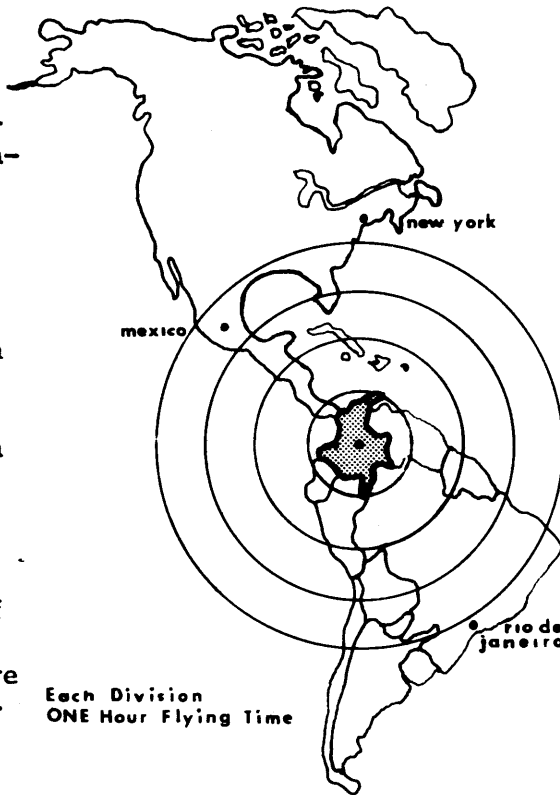 new york
mexico
rio de
janeiro
Each Division
ONE Hour Flying Time